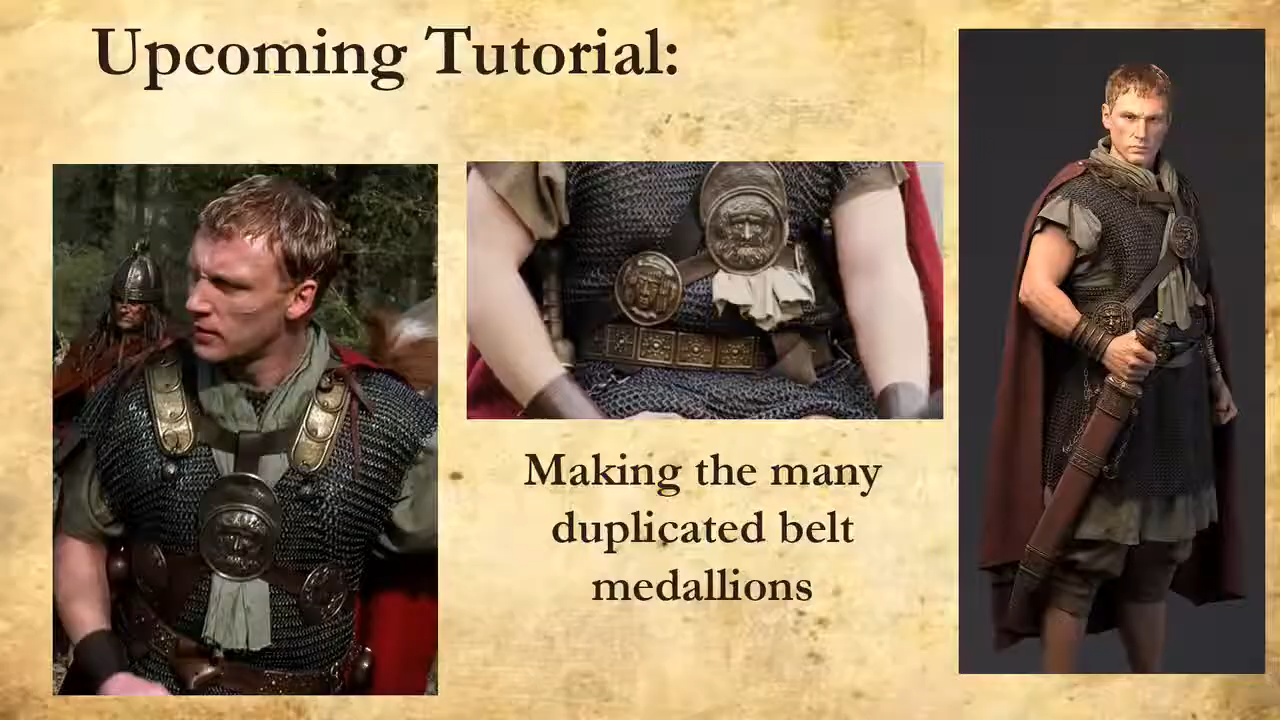 Upcoming Tutorial:
Making the many
duplicated belt
medallions